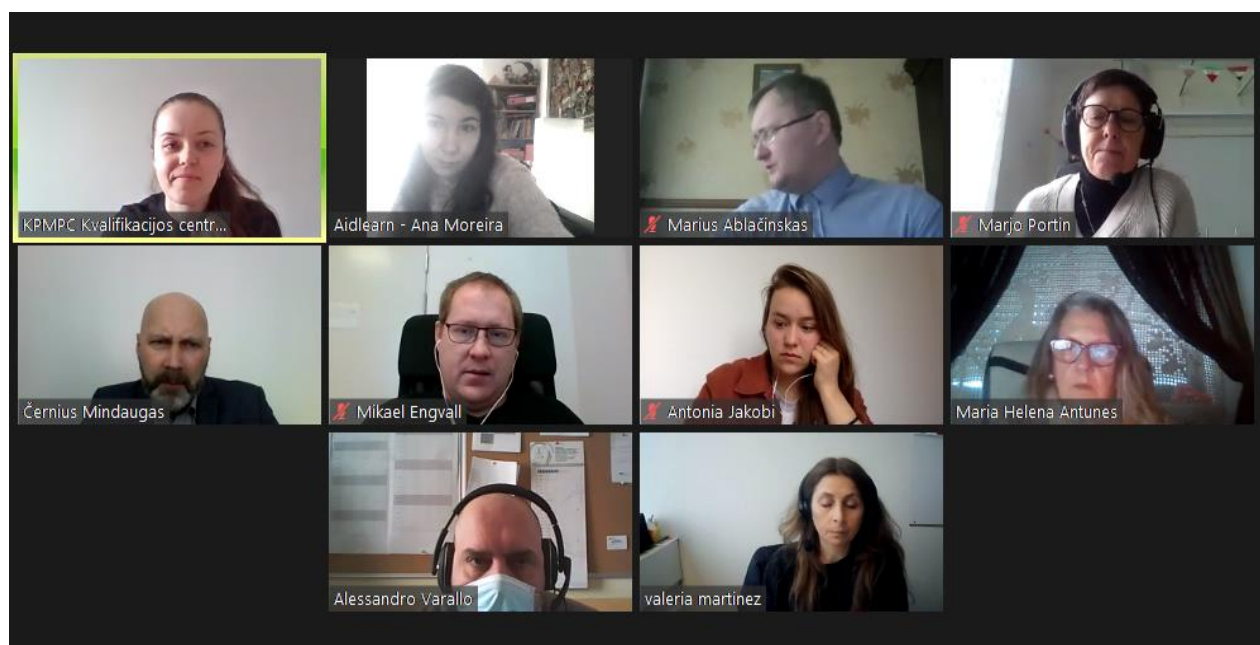 KPMPC Kvalifikacijos centr...
Aidlearn - Ana Moreira
Marius Ablačinskas
Marjo Portin
Černius Mindaugas
Mikael Engvall
Antonia Jakobi
Maria Helena Antunes
Alessandro Varallo
valeria martinez